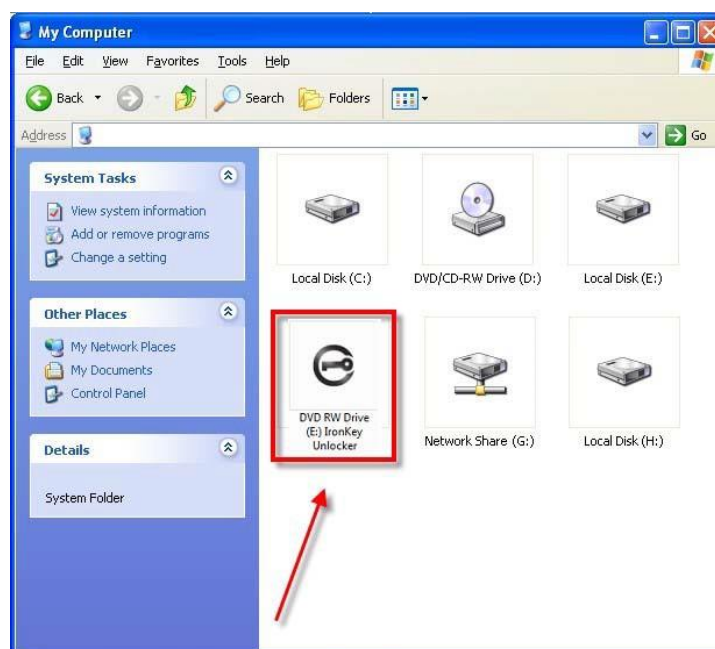 My Computer
File Edit View Favorites Tools Help
Back Search Folders
Address Go
System Tasks
View system information
Add or remove programs
Change a setting
Other Places
My Network Places
My Documents
Control Panel
Details
System Folder
Local Disk (C:) DVD/CD-RW Drive (D:) Local Disk (E:)
DVD RW Drive
(E:) IronKey
Unlocker
Network Share (G:) Local Disk (H:)